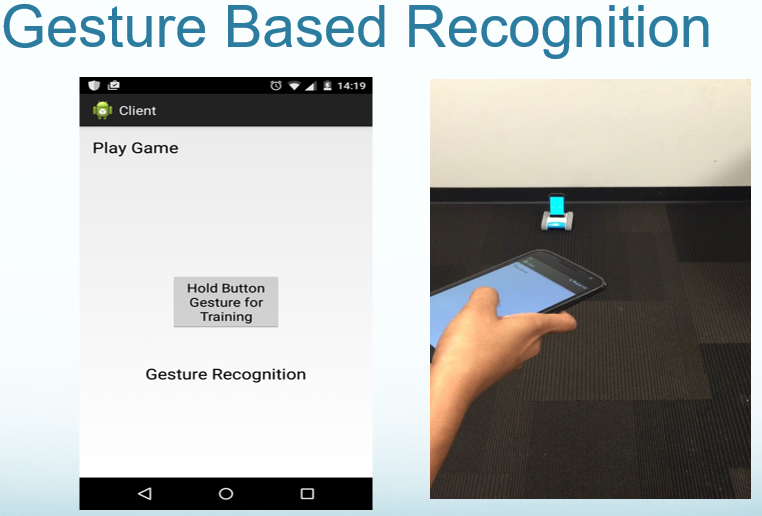 Gesture Based Recognition
14:19
Client
Play Game
Hold Button
Gesture for
Training
Gesture Recognition